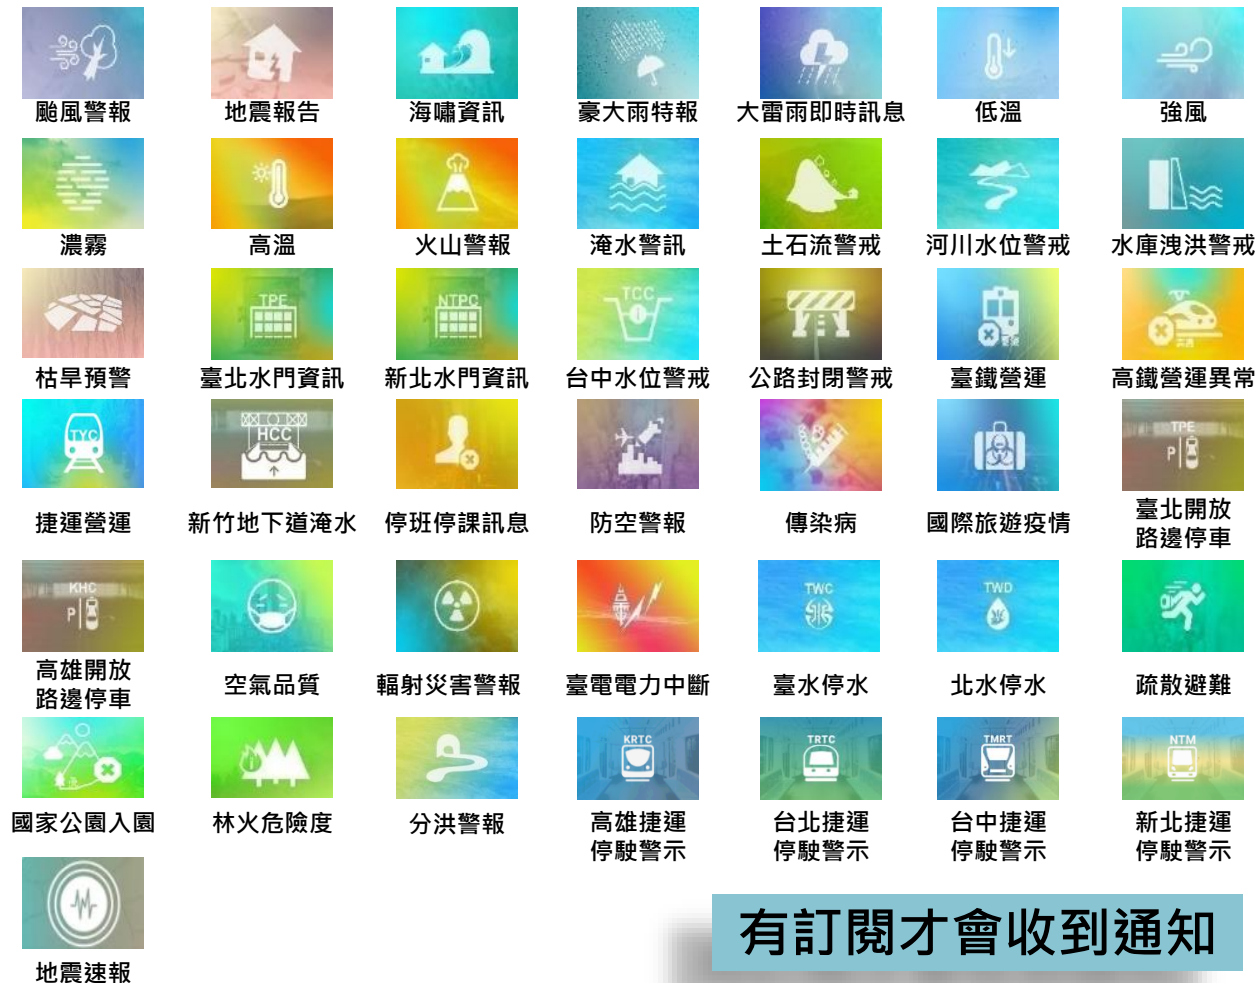 颱風警報
地震報告
海嘯資訊
豪大雨特報
大雷雨即時訊息
低溫
強風
濃霧
高溫
火山警報
淹水警訊
土石流警戒
河川水位警戒
水庫洩洪警戒
TPE
NTPC
TCC
枯旱預警
臺北水門資訊
新北水門資訊
台中水位警戒
公路封閉警戒
臺鐵營運
高鐵營運異常
TYC
HCC
TPE
P
捷運營運
新竹地下道淹水
停班停課訊息
防空警報
傳染病
國際旅遊疫情
臺北開放
路邊停車
KHC
P
TWC
TWD
高雄開放
路邊停車
空氣品質
輻射災害警報
臺電電力中斷
臺水停水
北水停水
疏散避難
KRTC
TRTC
TMRT
NTM
國家公園入園
林火危險度
分洪警報
高雄捷運
停駛警示
台北捷運
停駛警示
台中捷運
停駛警示
新北捷運
停駛警示
地震速報
有訂閱才會收到通知